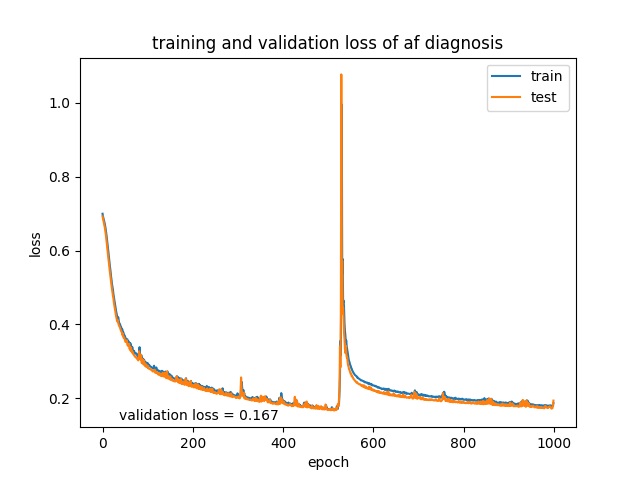 training and validation loss of af diagnosis
train
test
1.0
0.8
0.6
0.4
0.2
loss
validation loss = 0.167
0
200
400
600
800
1000
epoch